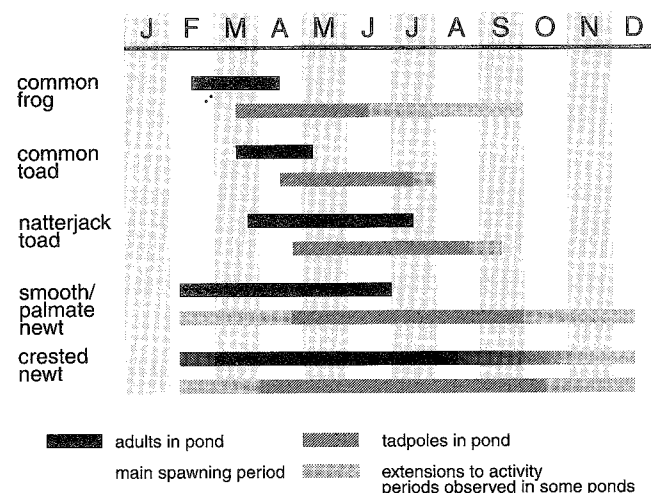 J F M A M J J A S O N D
common
frog
common
toad
natterjack
toad
smooth/
palmate
newt
crested
newt
adults in pond
tadpoles in pond
main spawning period
extensions to activity
periods observed in some ponds